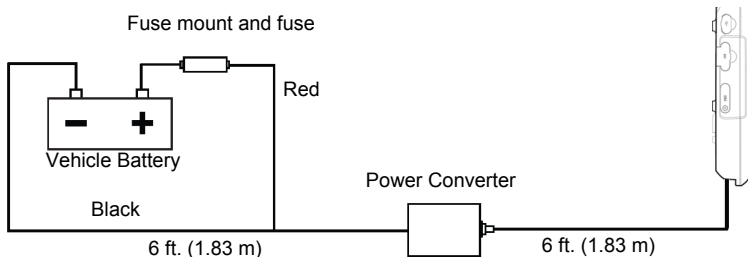 Fuse mount and fuse
Red
− +
Vehicle Battery
Power Converter
Black
6 ft. (1.83 m)
6 ft. (1.83 m)